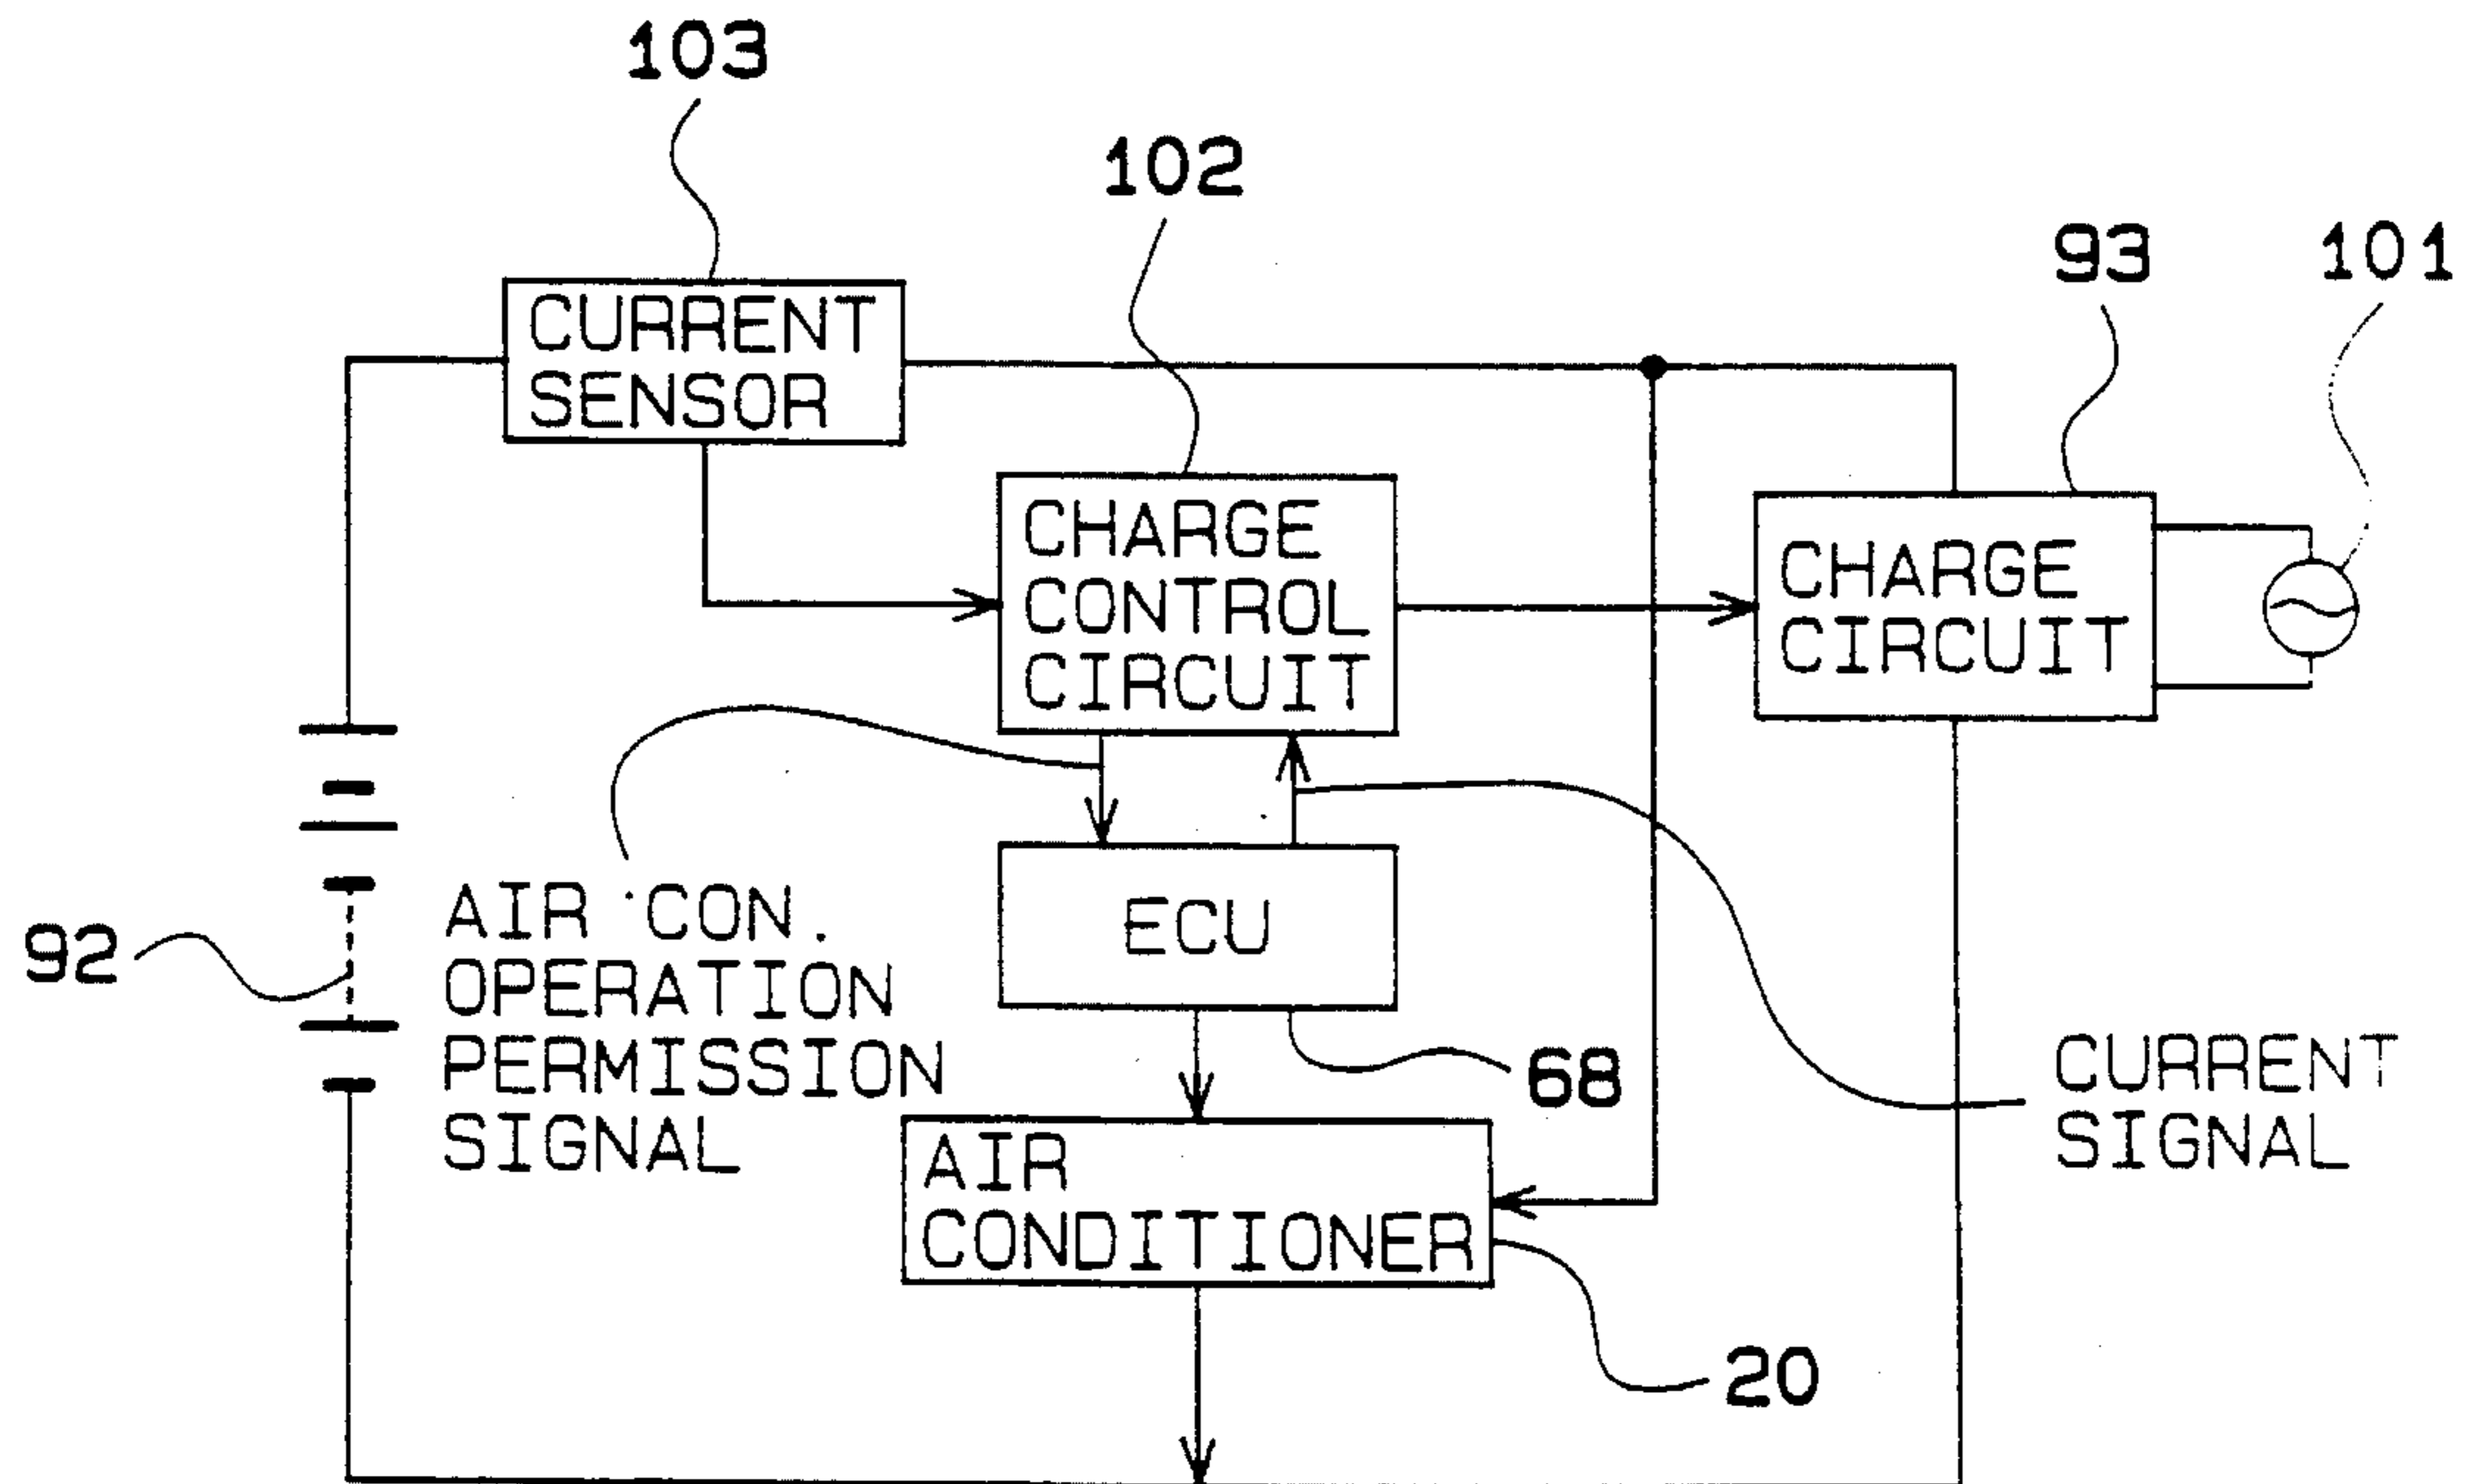 103
102
93
101
CURRENT
SENSOR
CHARGE
CONTROL
CIRCUIT
CHARGE
CIRCUIT
92
AIR CON.
OPERATION
PERMISSION
SIGNAL
ECU
68
CURRENT
SIGNAL
AIR
CONDITIONER
20